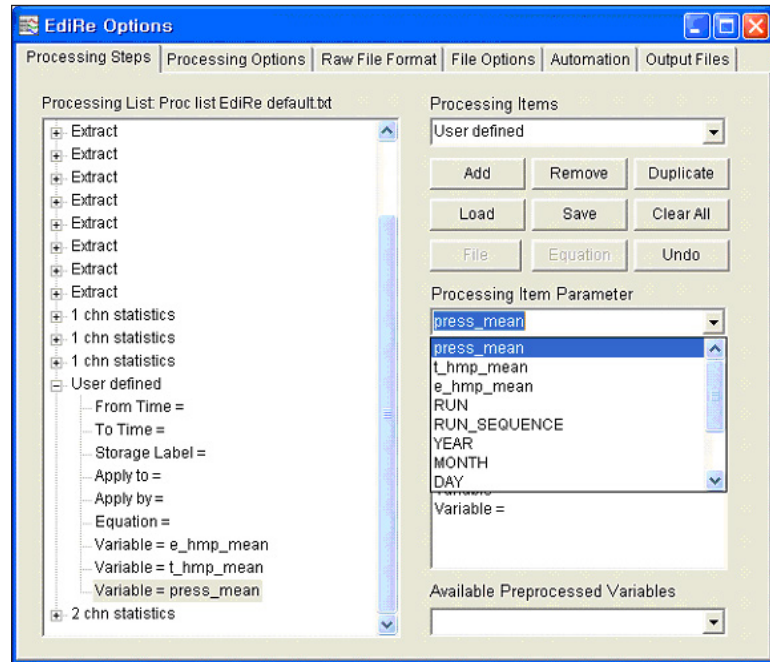 EdiRe Options
Processing Steps
Processing Options
Raw File Format
File Options
Automation
Output Files
Processing List: Proc list EdiRe default.txt
Extract
Extract
Extract
Extract
Extract
Extract
Extract
Extract
1 chn statistics
1 chn statistics
1 chn statistics
User defined
From Time =
To Time =
Storage Label =
Apply to =
Apply by =
Equation =
Variable = e_hmp_mean
Variable = t_hmp_mean
Variable = press_mean
2 chn statistics
Processing Items
User defined
Add
Remove
Duplicate
Load
Save
Clear All
File
Equation
Undo
Processing Item Parameter
press_mean
press_mean
t_hmp_mean
e_hmp_mean
RUN
RUN_SEQUENCE
YEAR
MONTH
DAY
Variable =
Available Preprocessed Variables